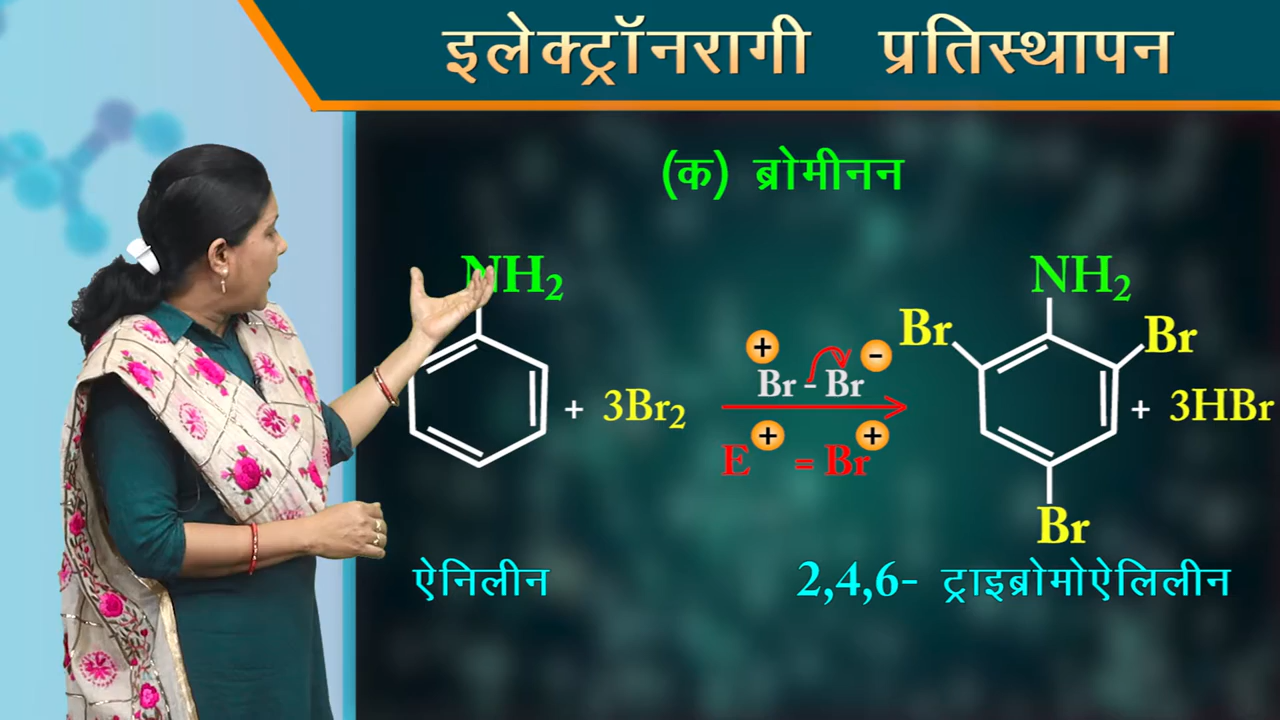 इलेक्ट्रॉनरागी प्रतिस्थापन
(क) ब्रोमीनन
NH2 NH2
Br Br
+ -
Br - Br
+ 3Br2 + 3HBr
+ +
E = Br
Br
ऐनिलीन 2,4,6- ट्राइब्रोमोऐलिलीन